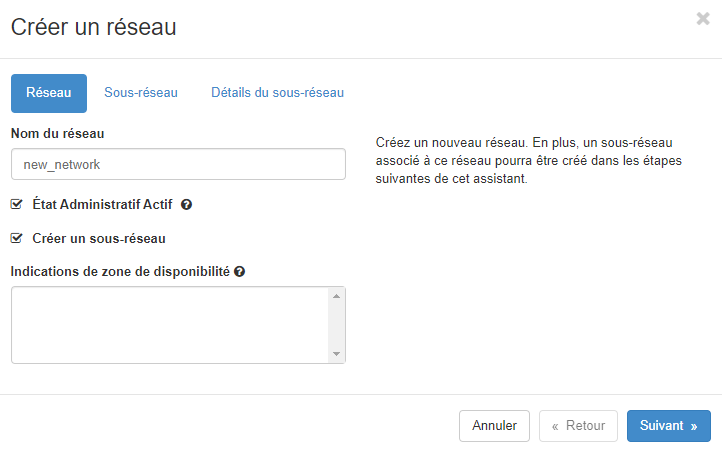 Créer un réseau
Réseau
Sous-réseau
Détails du sous-réseau
Nom du réseau
new_network
État Administratif Actif
Créer un sous-réseau
Indications de zone de disponibilité
Créez un nouveau réseau. En plus, un sous-réseau
associé à ce réseau pourra être créé dans les étapes
suivantes de cet assistant.
Annuler
« Retour
Suivant »